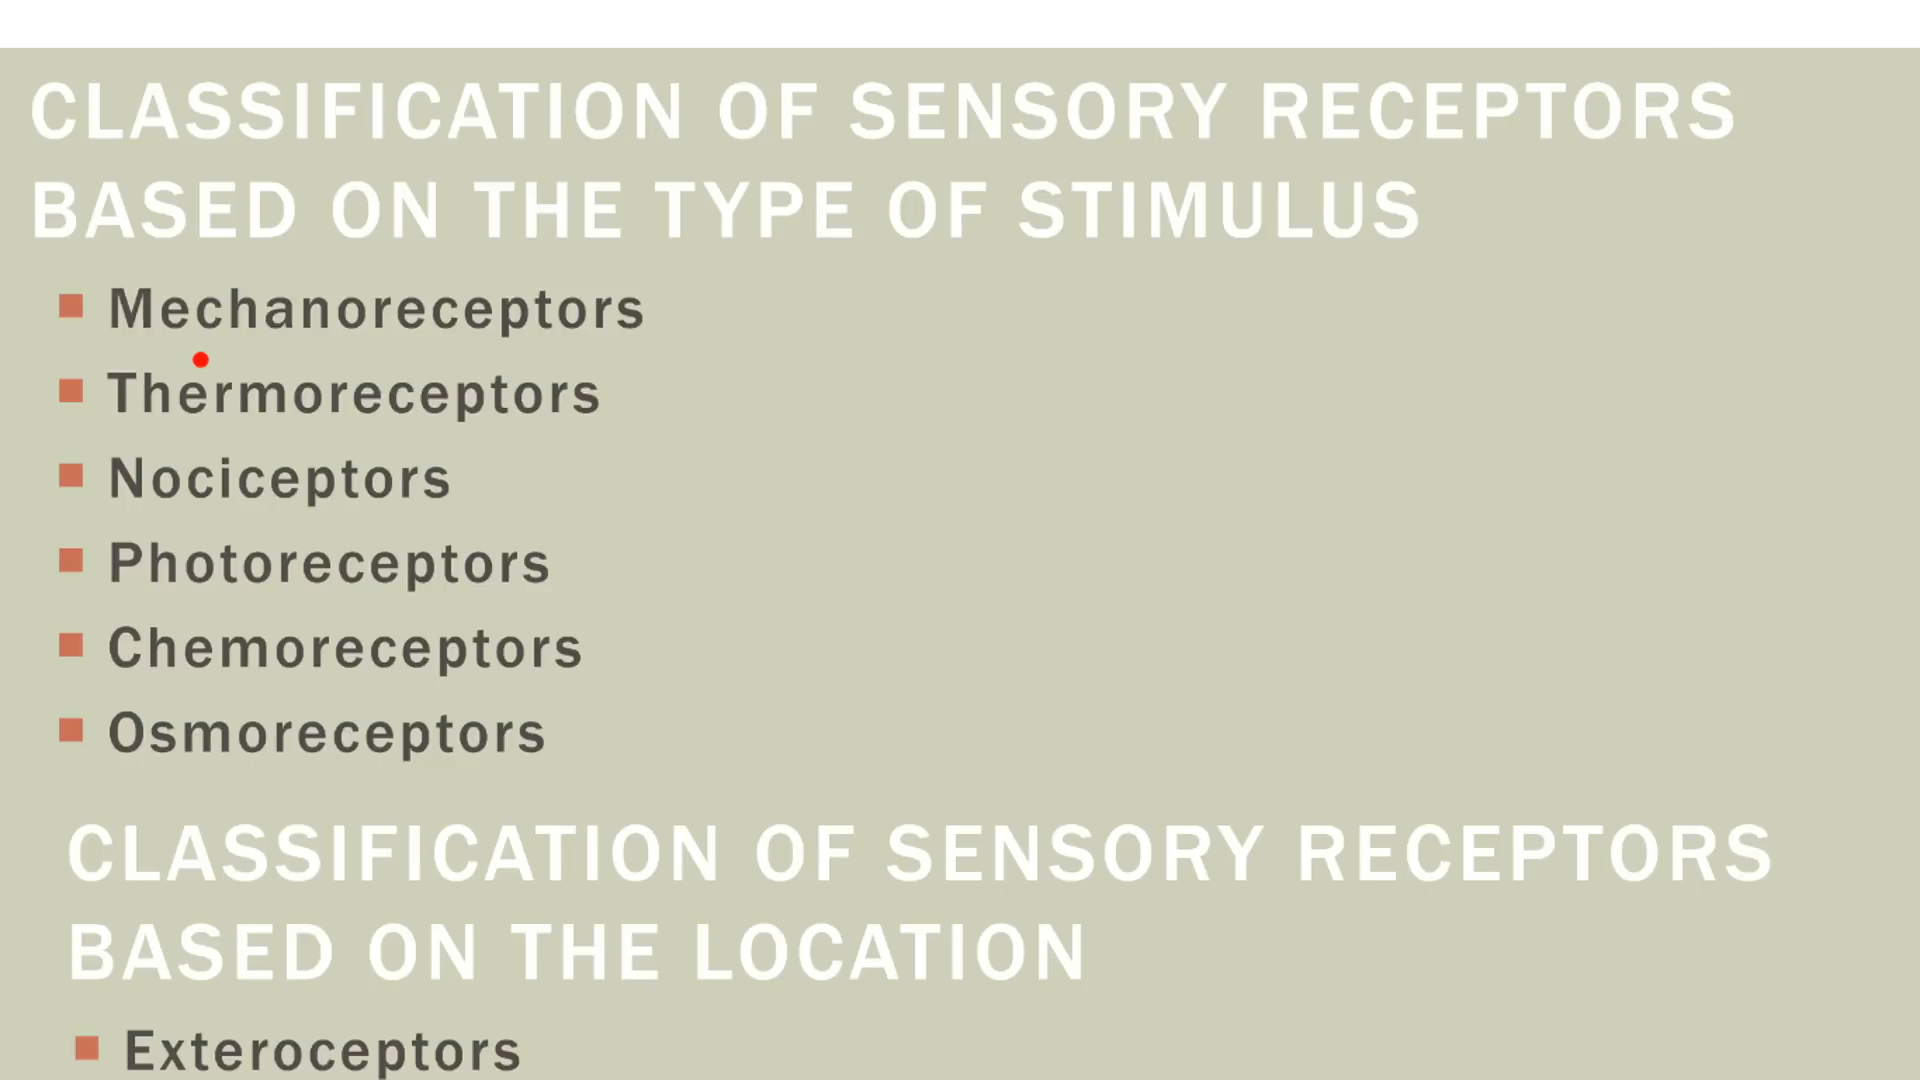 CLASSIFICATION OF SENSORY RECEPTORS
BASED ON THE TYPE OF STIMULUS
Mechanoreceptors
Thermoreceptors
Nociceptors
Photoreceptors
Chemoreceptors
Osmoreceptors
CLASSIFICATION OF SENSORY RECEPTORS
BASED ON THE LOCATION
Exteroceptors